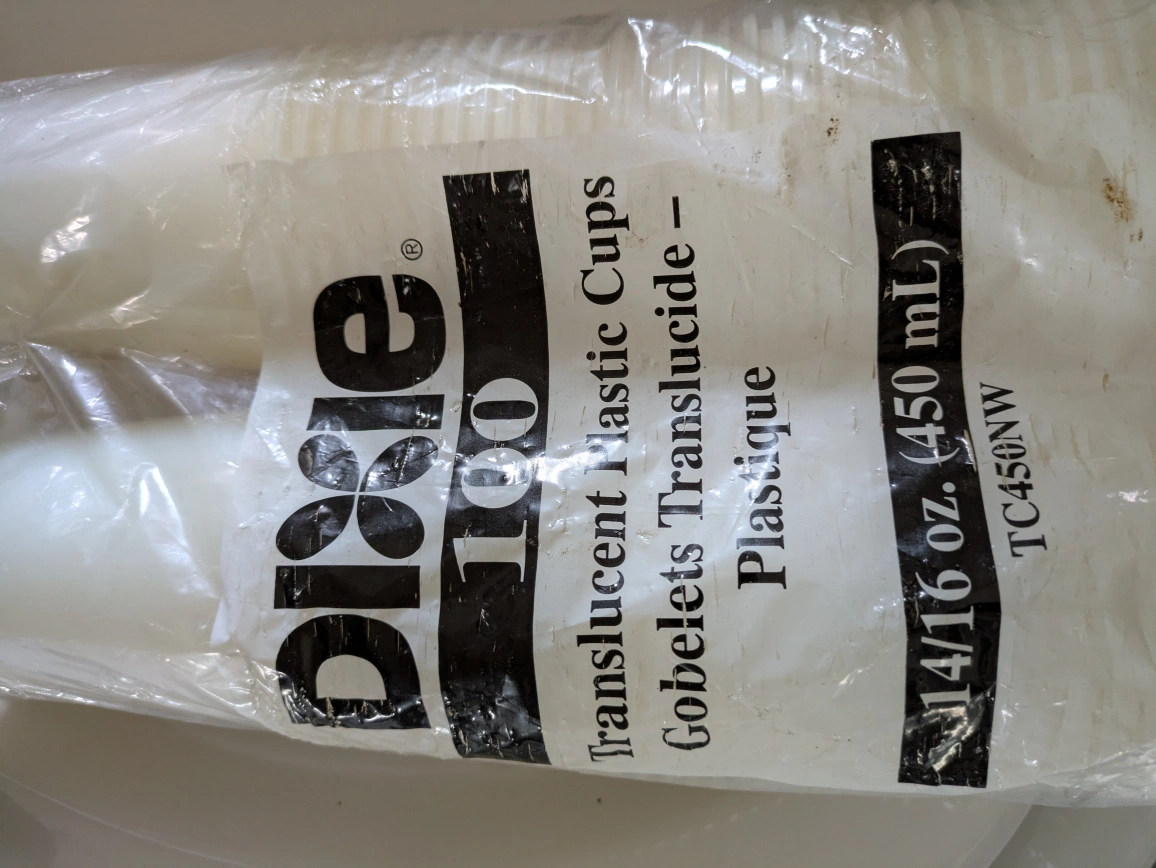 DIXIE®
100
Translucent Plastic Cups
Gobelets Translucide –
Plastique
14/16 oz. (450 mL)
TC450NW